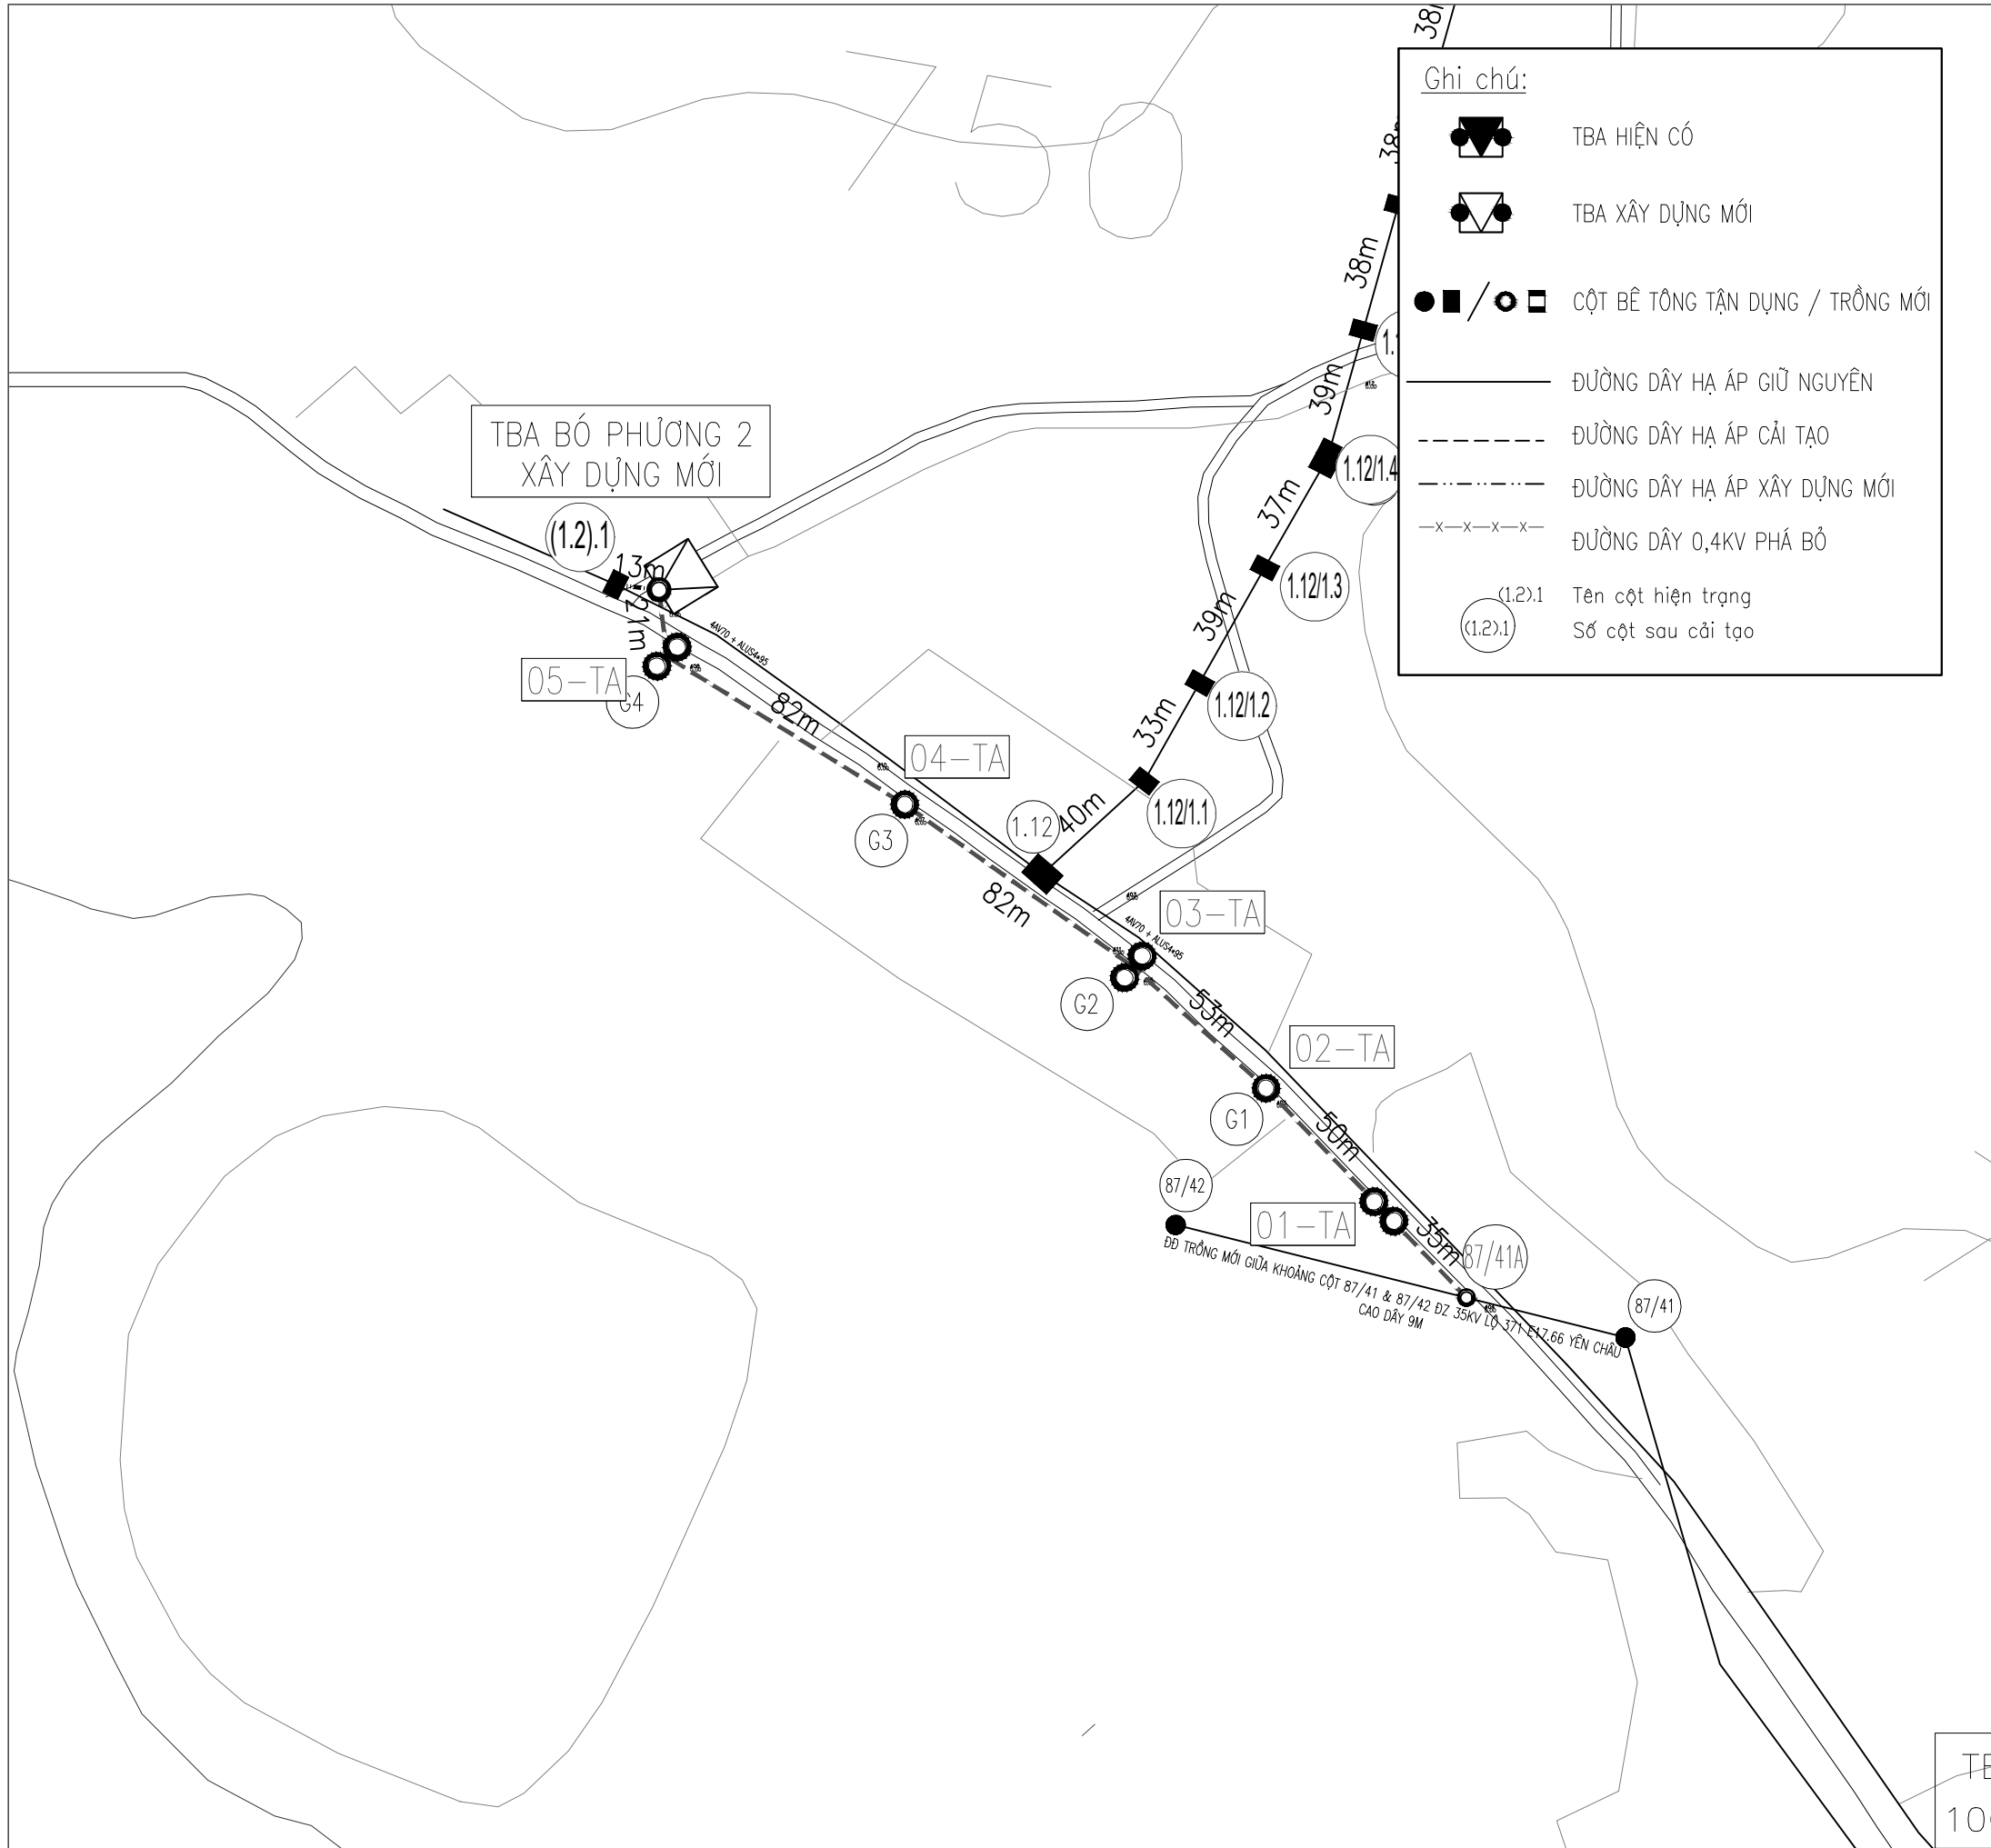 750
38m
38m
38m
39m
37m
39m
33m
40m
Ghi chú:
TBA HIỆN CÓ
TBA XÂY DỰNG MỚI
CỘT BÊ TÔNG TẬN DỤNG / TRỒNG MỚI
ĐƯỜNG DÂY HẠ ÁP GIỮ NGUYÊN
ĐƯỜNG DÂY HẠ ÁP CẢI TẠO
ĐƯỜNG DÂY HẠ ÁP XÂY DỰNG MỚI
ĐƯỜNG DÂY 0,4KV PHÁ BỎ
(1.2).1 Tên cột hiện trạng
(1.2).1 Số cột sau cải tạo
TBA BÓ PHƯƠNG 2
XÂY DỰNG MỚI
(1.2).1
13m
21m
1.12/1.4
1.12/1.3
1.12/1.2
1.12/1.1
1.12
4AV70 + ALUS4*95
05-TA
G4
82m
04-TA
G3
82m
03-TA
4AV70 + ALUS4*95
G2
53m
02-TA
G1
50m
87/42
01-TA
35m
87/41A
87/41
ĐD TRỒNG MỚI GIỮA KHOẢNG CỘT 87/41 & 87/42 ĐZ 35KV LỘ 371 E17.66 YÊN CHÂU
CAO DÂY 9M